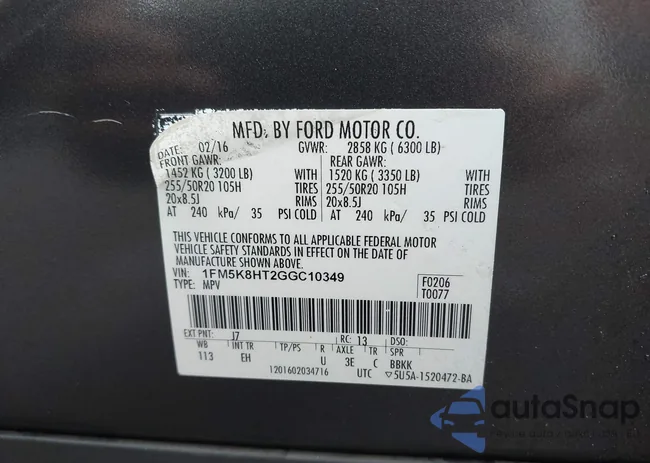 MFD. BY FORD MOTOR CO.
DATE: 02/16 GVWR: 2858 KG ( 6300 LB)
FRONT GAWR: REAR GAWR:
1452 KG ( 3200 LB) WITH 1520 KG ( 3350 LB) WITH
255/50R20 105H TIRES 255/50R20 105H TIRES
20x8.5J RIMS 20x8.5J RIMS
AT 240 kPa/ 35 PSI COLD AT 240 kPa/ 35 PSI COLD
THIS VEHICLE CONFORMS TO ALL APPLICABLE FEDERAL MOTOR
VEHICLE SAFETY STANDARDS IN EFFECT ON THE DATE OF
MANUFACTURE SHOWN ABOVE.
VIN: 1FM5K8HT2GGC10349 F0206
TYPE: MPV T0077
EXT PNT: J7 RC: 13 DSO:
WB INT TR TP/PS R AXLE TR SPR
113 EH U 3E C BBKK
1201602034716 UTC ▽5U5A-1520472-BA
autoSnap